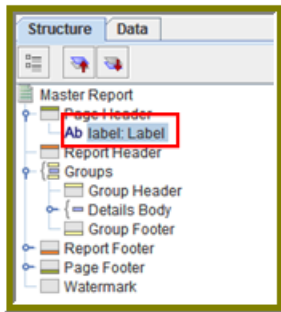 Structure Data
Master Report
Page Header
Ab label: Label
Report Header
Groups
Group Header
Details Body
Group Footer
Report Footer
Page Footer
Watermark